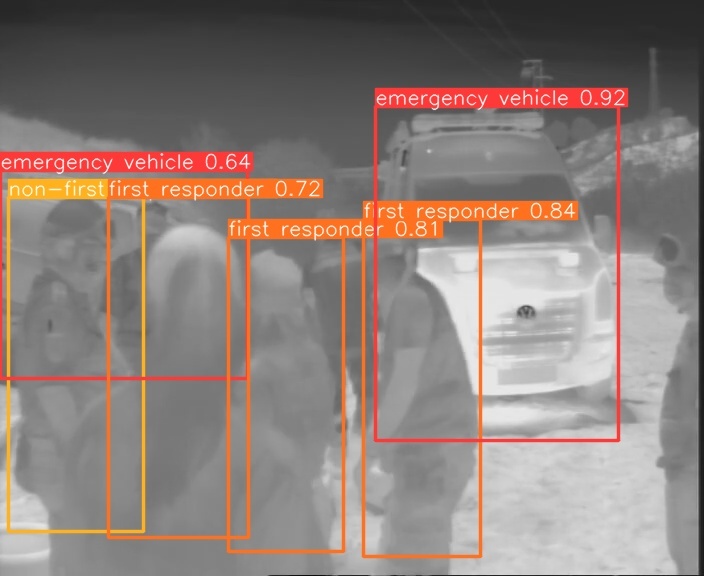 emergency vehicle 0.92
emergency vehicle 0.64
non-first
first responder 0.72
first responder 0.84
first responder 0.81